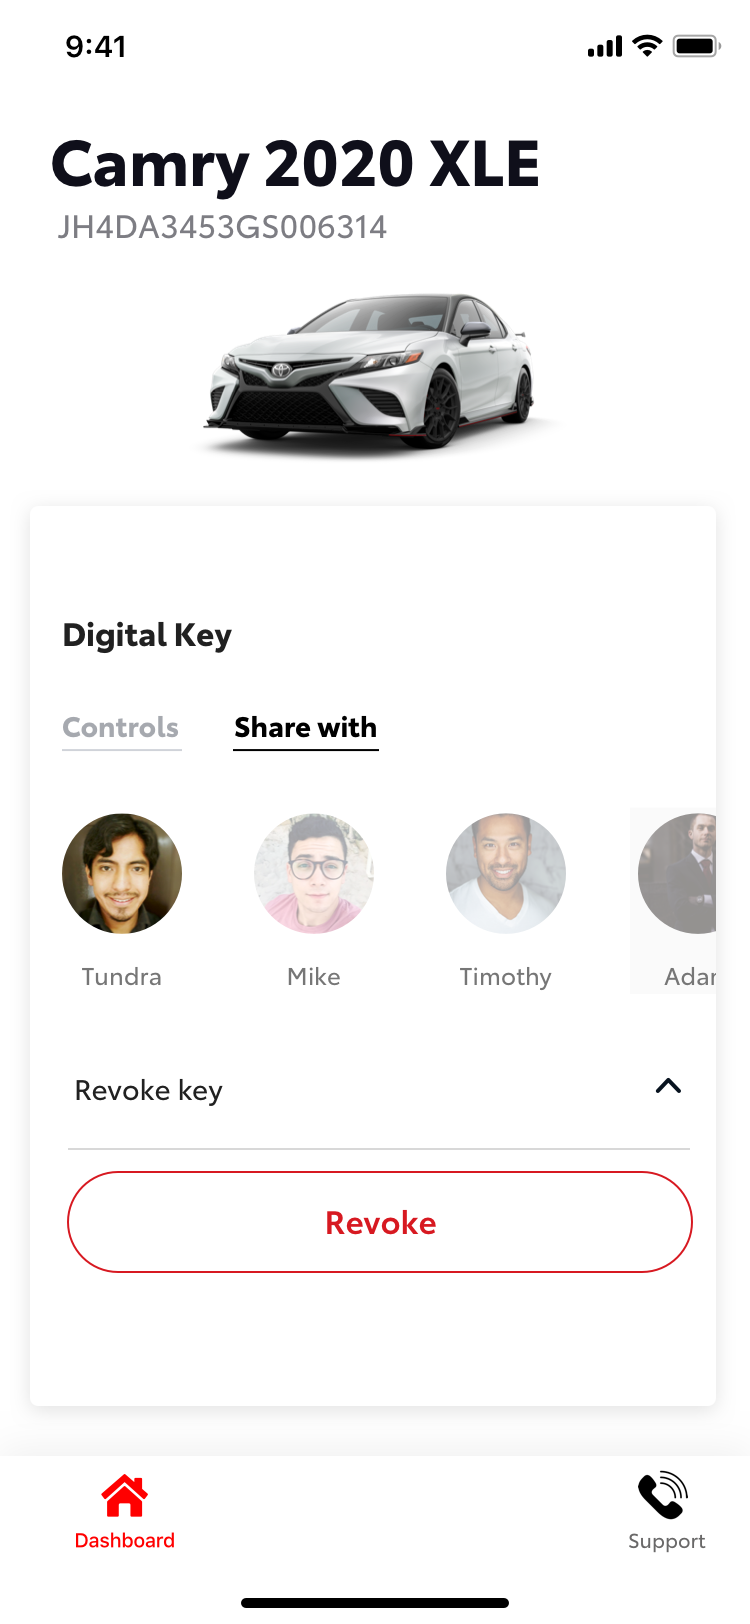 9:41
Camry 2020 XLE
JH4DA3453GS006314
Digital Key
Controls Share with
Tundra Mike Timothy Adar
Revoke key
Revoke
Dashboard Support